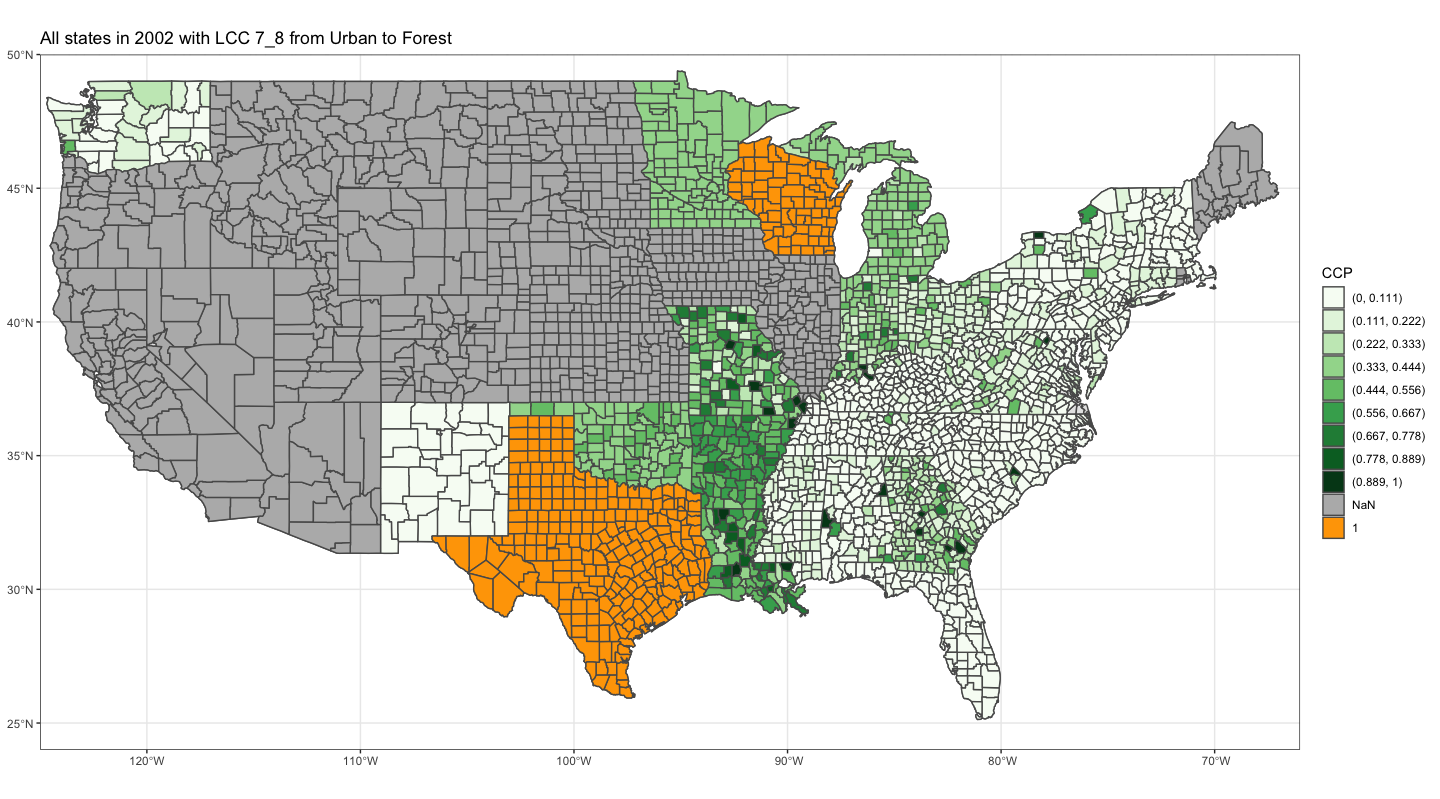 All states in 2002 with LCC 7_8 from Urban to Forest
50°N
45°N
40°N
35°N
30°N
25°N
120°W
110°W
100°W
90°W
80°W
70°W
CCP
(0, 0.111)
(0.111, 0.222)
(0.222, 0.333)
(0.333, 0.444)
(0.444, 0.556)
(0.556, 0.667)
(0.667, 0.778)
(0.778, 0.889)
(0.889, 1)
NaN
1